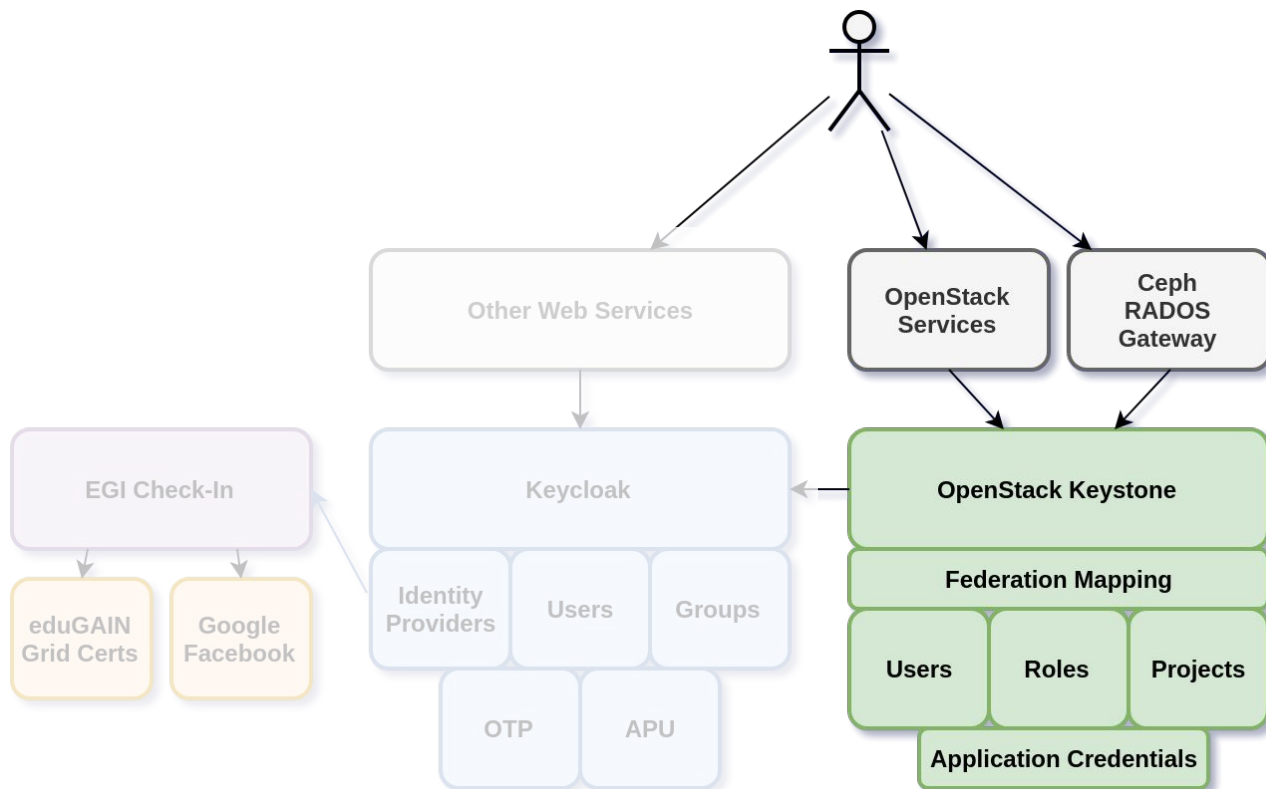 Other Web Services
OpenStack
Services
Ceph
RADOS
Gateway
EGI Check-In
Keycloak
OpenStack Keystone
Federation Mapping
eduGAIN
Grid Certs
Google
Facebook
Identity
Providers
Users
Groups
Users
Roles
Projects
OTP
APU
Application Credentials